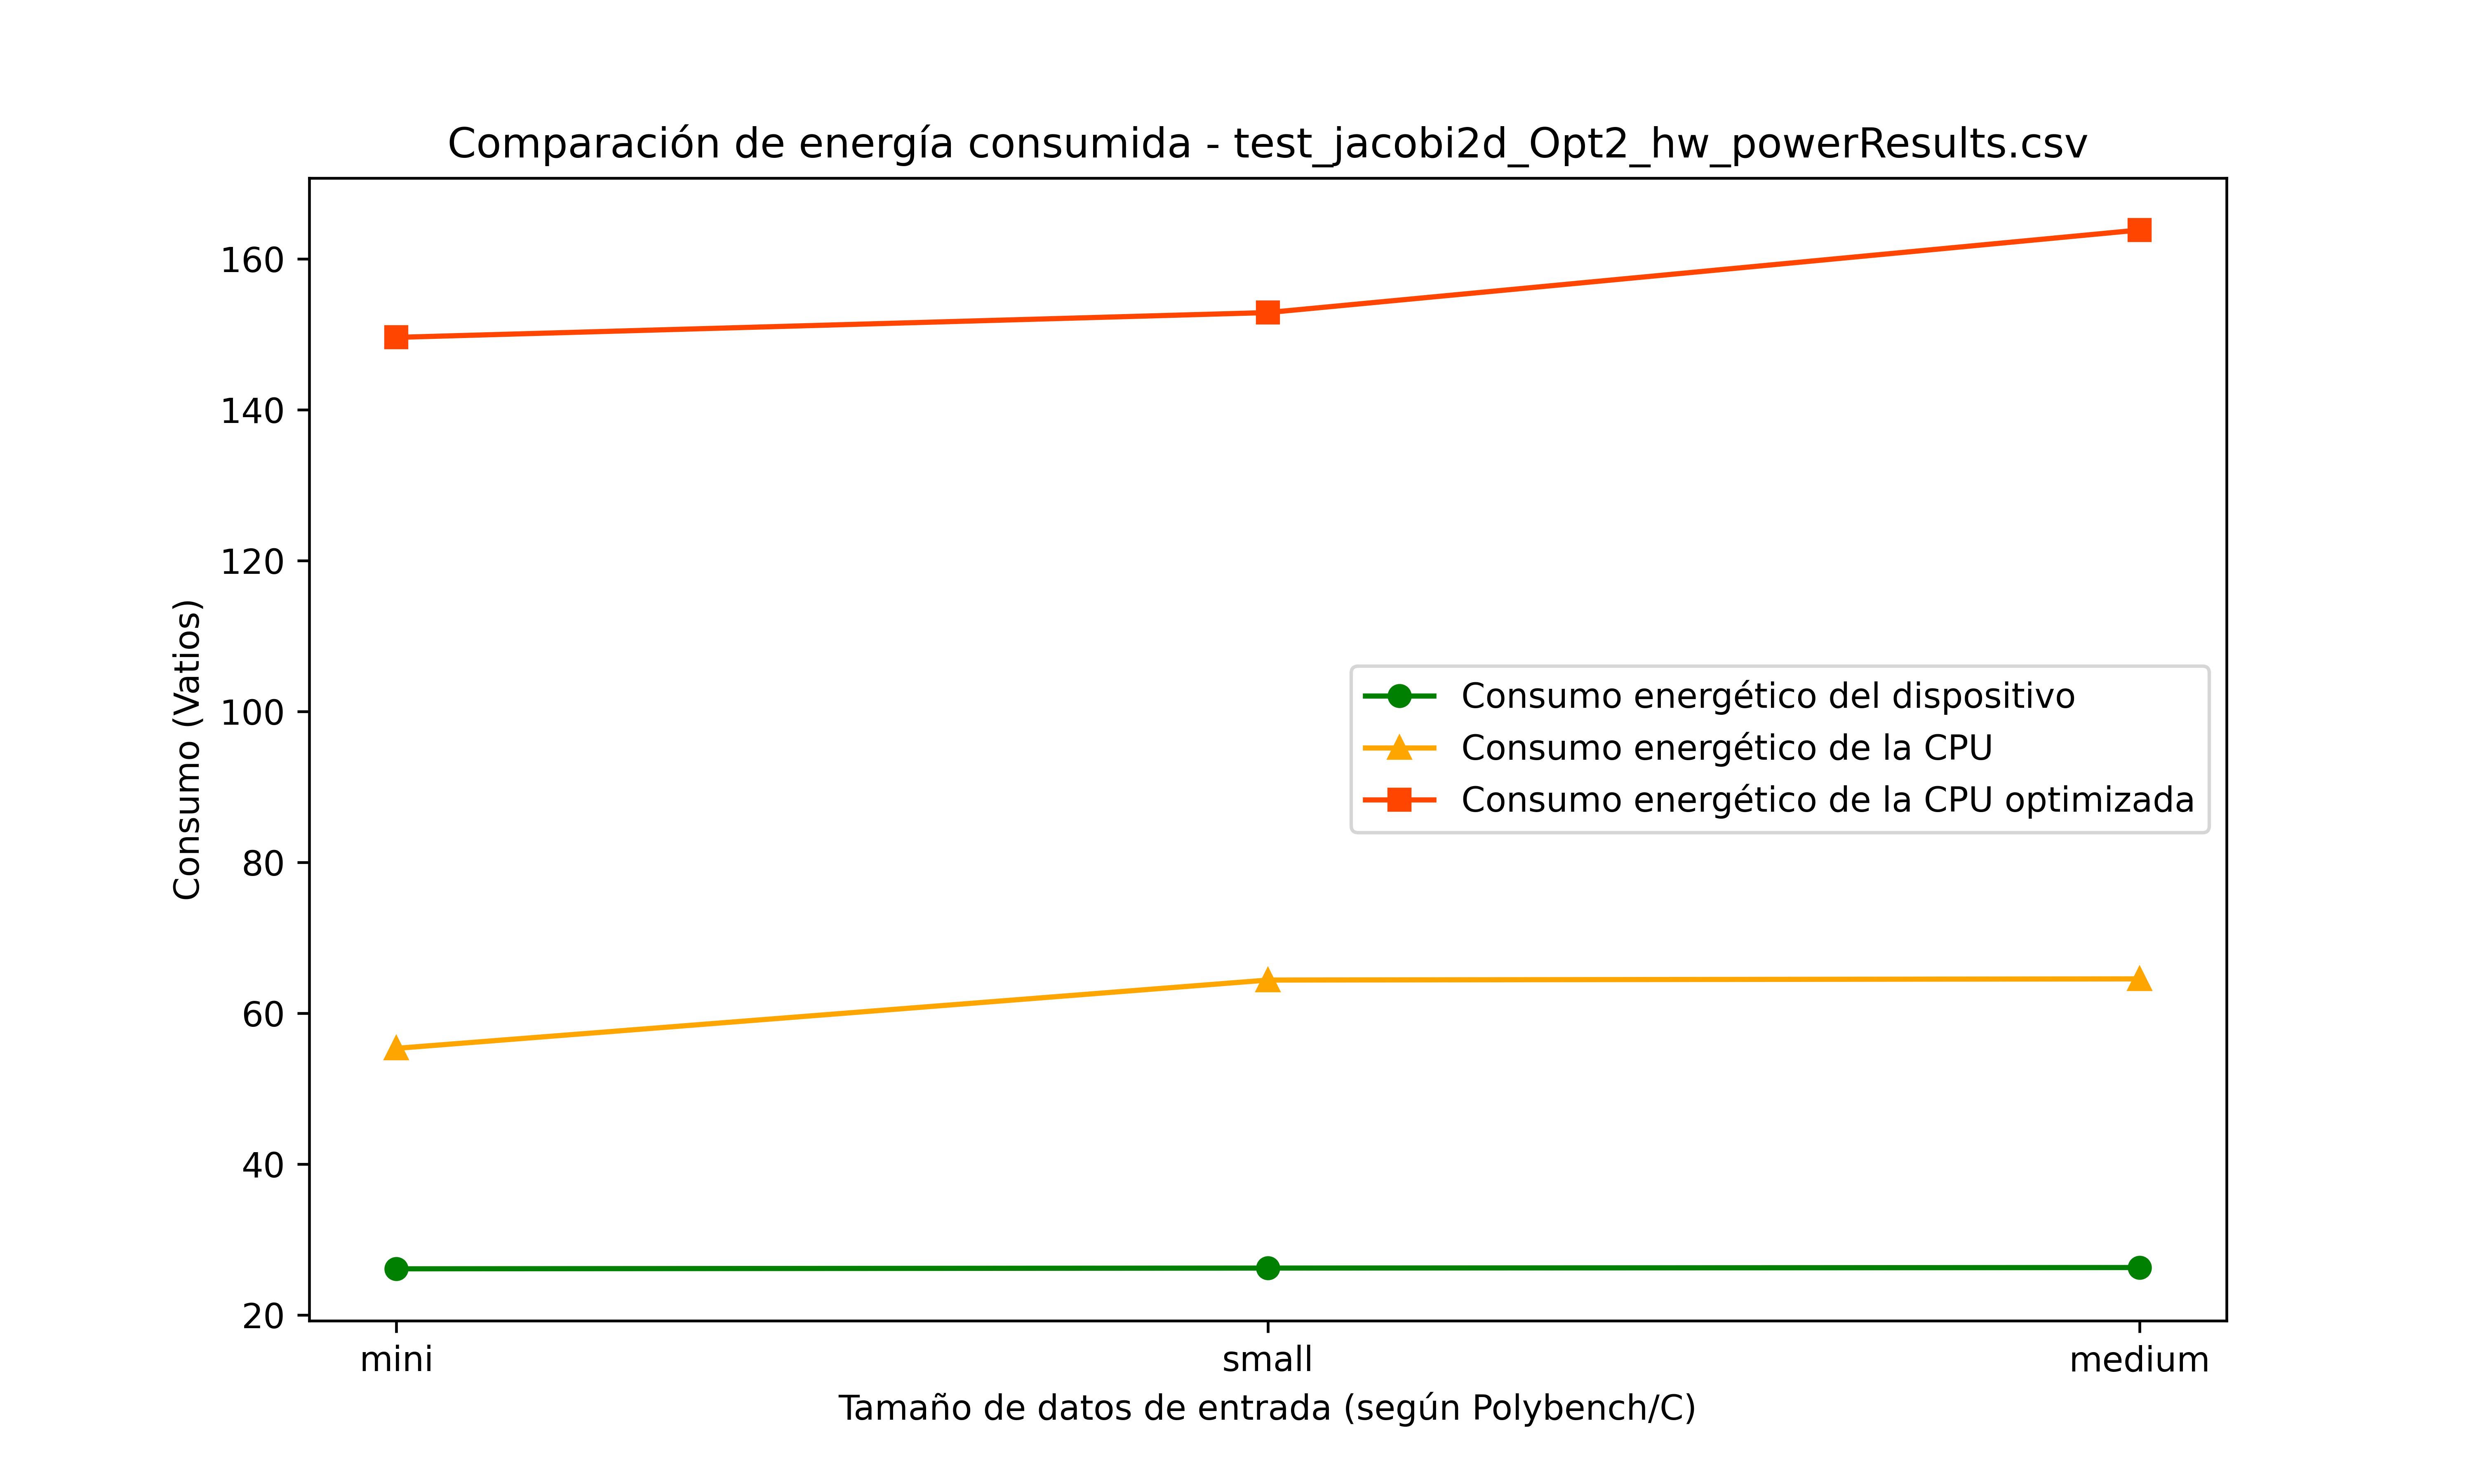 Comparación de energía consumida - test_jacobi2d_Opt2_hw_powerResults.csv
160
140
120
100
80
60
40
20
Consumo (Vatios)
Consumo energético del dispositivo
Consumo energético de la CPU
Consumo energético de la CPU optimizada
mini small medium
Tamaño de datos de entrada (según Polybench/C)